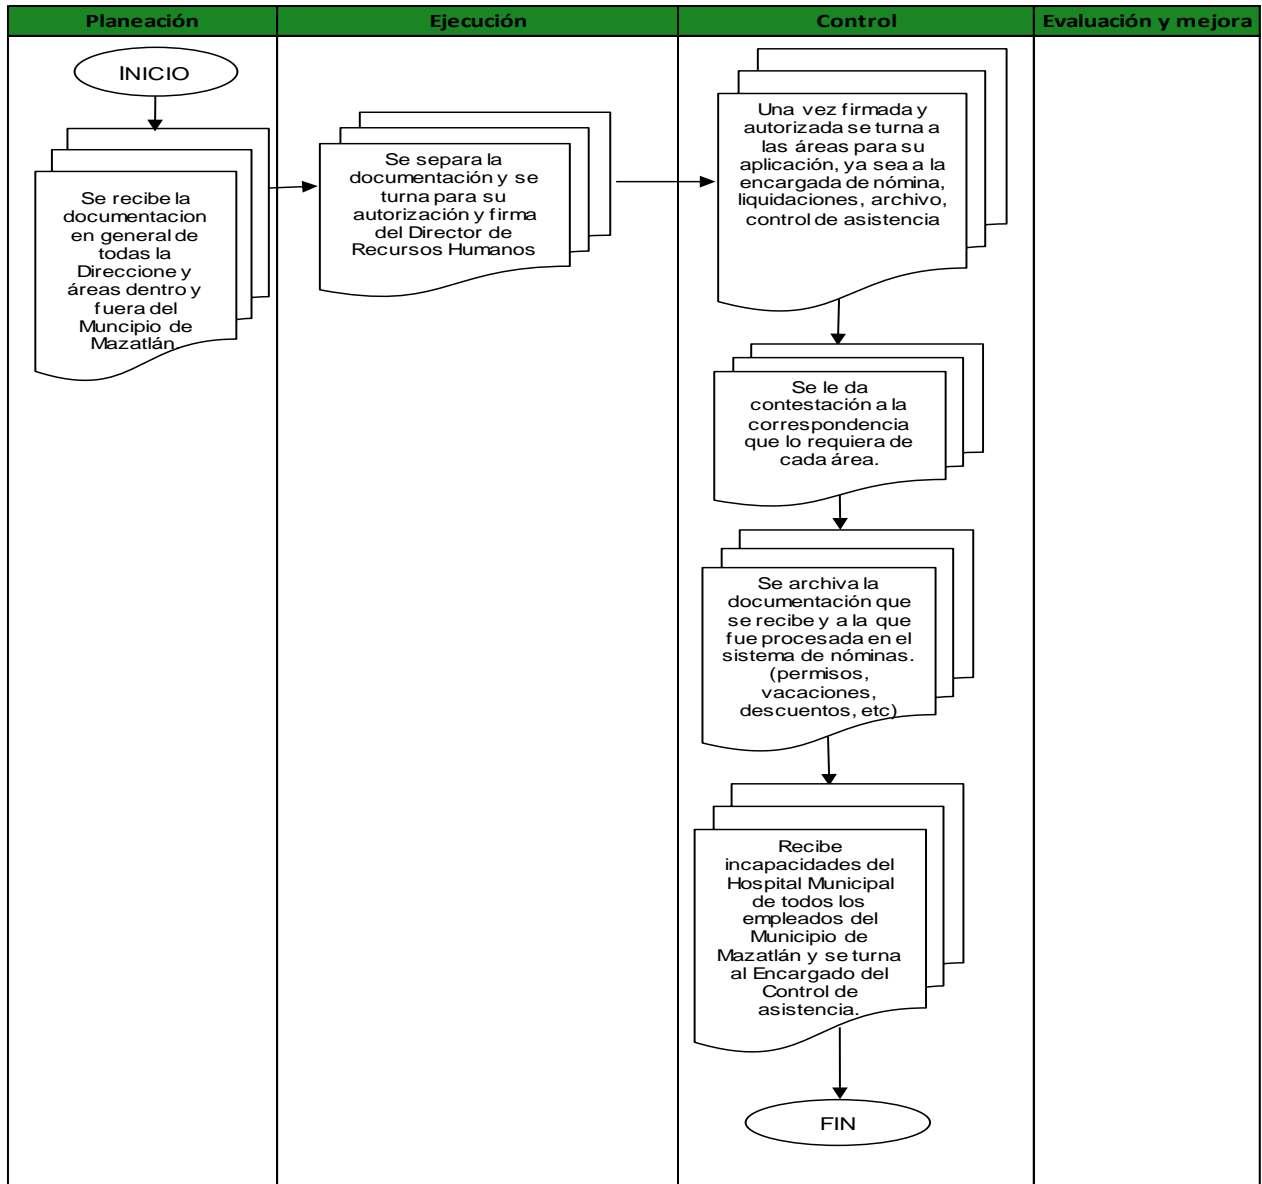 Planeación
Ejecución
Control
Evaluación y mejora
INICIO
Se recibe la
documentacion
en general de
todas la
Direccione y
áreas dentro y
fuera del
Muncipio de
Mazatlán.
Se separa la
documentación y se
turna para su
autorización y firma
del Director de
Recursos Humanos
Una vez firmada y
autorizada se turna a
las áreas para su
aplicación, ya sea a la
encargada de nómina,
liquidaciones, archivo,
control de asistencia
Se le da
contestación a la
correspondencia
que lo requiera de
cada área.
Se archiva la
documentación que
se recibe y a la que
fue procesada en el
sistema de nóminas.
(permisos,
vacaciones,
descuentos, etc)
Recibe
incapacidades del
Hospital Municipal
de todos los
empleados del
Municipio de
Mazatlán y se turna
al Encargado del
Control de
asistencia.
FIN